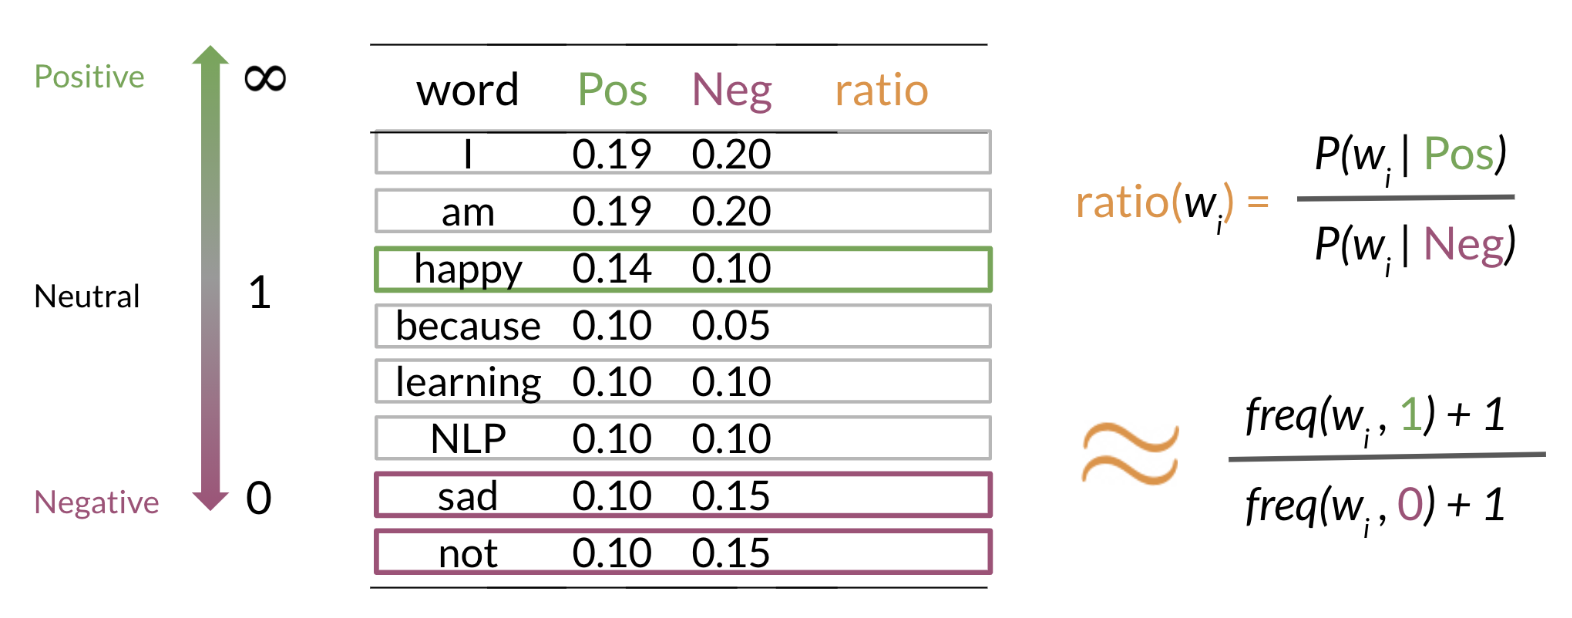 Positive ∞
Neutral 1
Negative 0
word Pos Neg ratio
I 0.19 0.20
am 0.19 0.20
happy 0.14 0.10
because 0.10 0.05
learning 0.10 0.10
NLP 0.10 0.10
sad 0.10 0.15
not 0.10 0.15
P(wi | Pos)
ratio(wi) =
P(wi | Neg)
freq(wi , 1) + 1
≈
freq(wi , 0) + 1